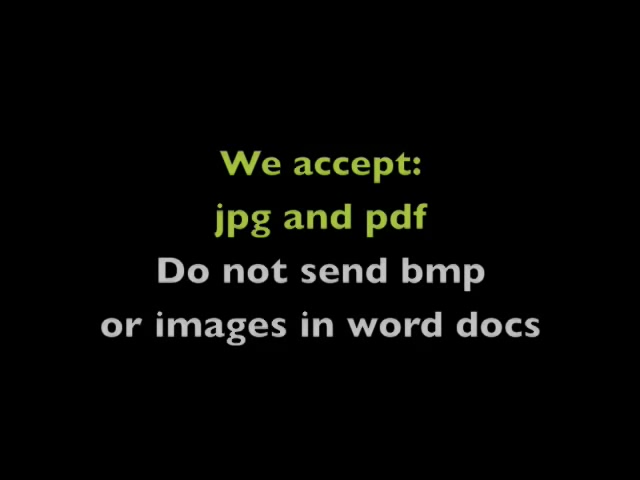 We accept:
jpg and pdf
Do not send bmp
or images in word docs